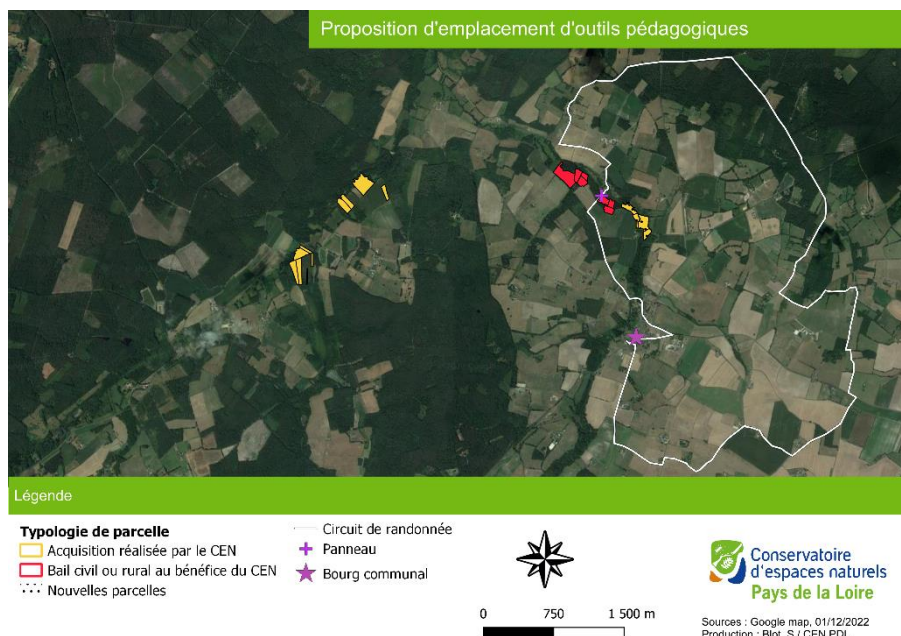 Proposition d'emplacement d'outils pédagogiques
Légende
Typologie de parcelle
Acquisition réalisée par le CEN
Bail civil ou rural au bénéfice du CEN
Nouvelles parcelles
Circuit de randonnée
Panneau
Bourg communal
0 750 1 500 m
Conservatoire
d'espaces naturels
Pays de la Loire
Sources : Google map, 01/12/2022
Production : Blot. S / CEN PDL